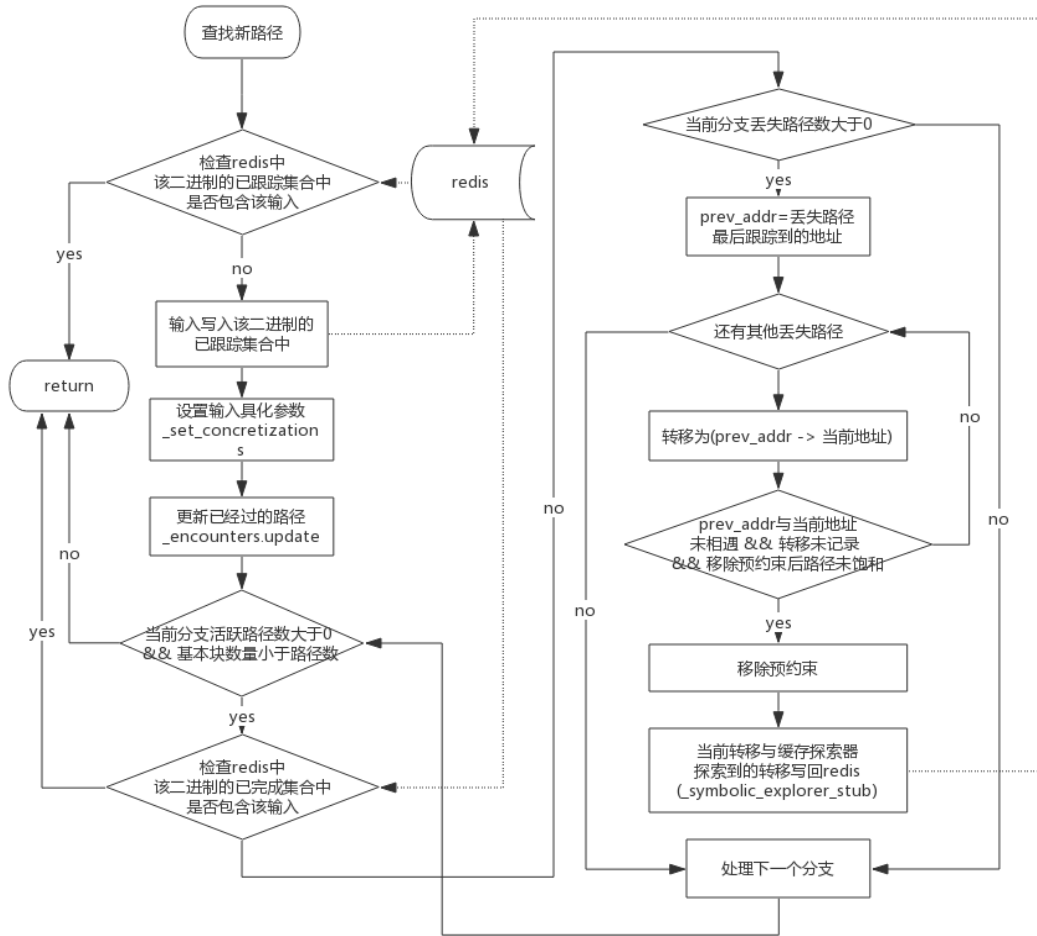 查找新路径
检查redis中
该二进制的已跟踪集合中
是否包含该输入
redis
yes
no
输入写入该二进制的
已跟踪集合中
return
设置输入具化参数
_set_concretization
s
更新已经过的路径
_encounters.update
no
yes
当前分支活跃路径数大于0
&& 基本块数量小于路径数
yes
检查redis中
该二进制的已完成集合中
是否包含该输入
no
当前分支丢失路径数大于0
yes
no
prev_addr=丢失路径
最后跟踪到的地址
还有其他丢失路径
no
no
转移为(prev_addr -> 当前地址)
prev_addr与当前地址
未相遇 && 转移未记录
&& 移除预约束后路径未饱和
yes
移除预约束
当前转移与缓存探索器
探索到的转移写回redis
(_symbolic_explorer_stub)
处理下一个分支